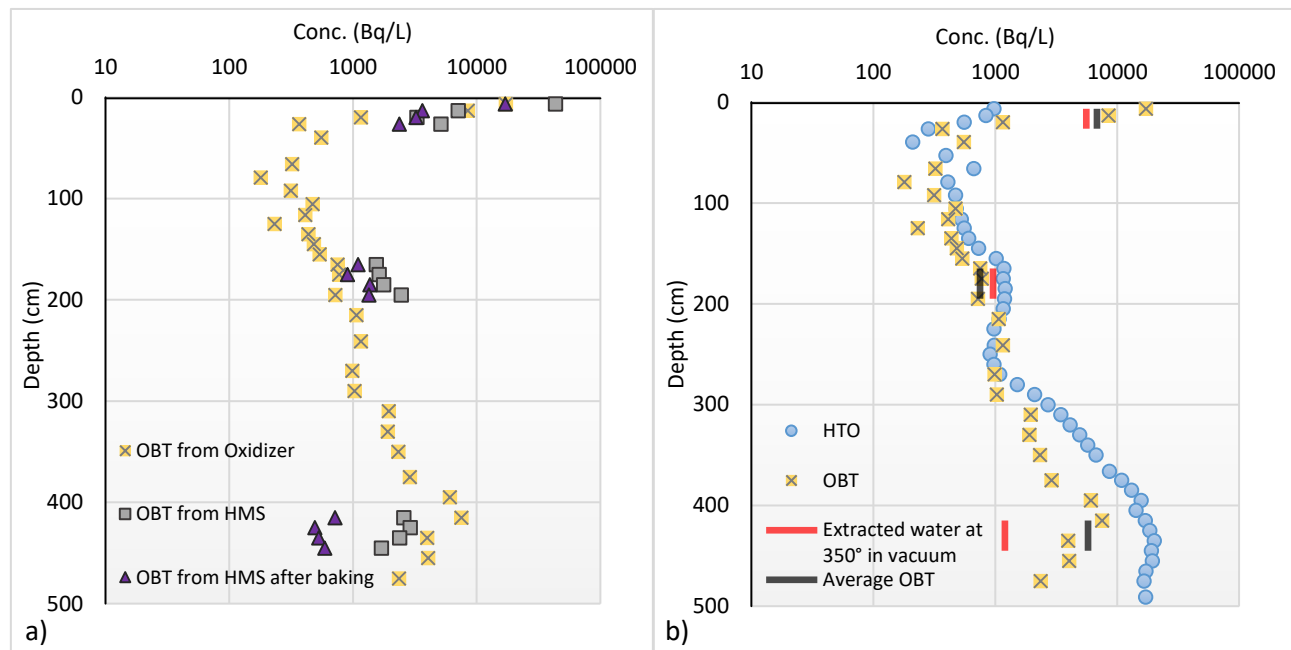 Conc. (Bq/L)
10 100 1000 10000 100000
0
100
200
300
400
500
Depth (cm)
OBT from Oxidizer
OBT from HMS
OBT from HMS after baking
a)
Conc. (Bq/L)
10 100 1000 10000 100000
0
100
200
300
400
500
Depth (cm)
HTO
OBT
Extracted water at
350° in vacuum
Average OBT
b)